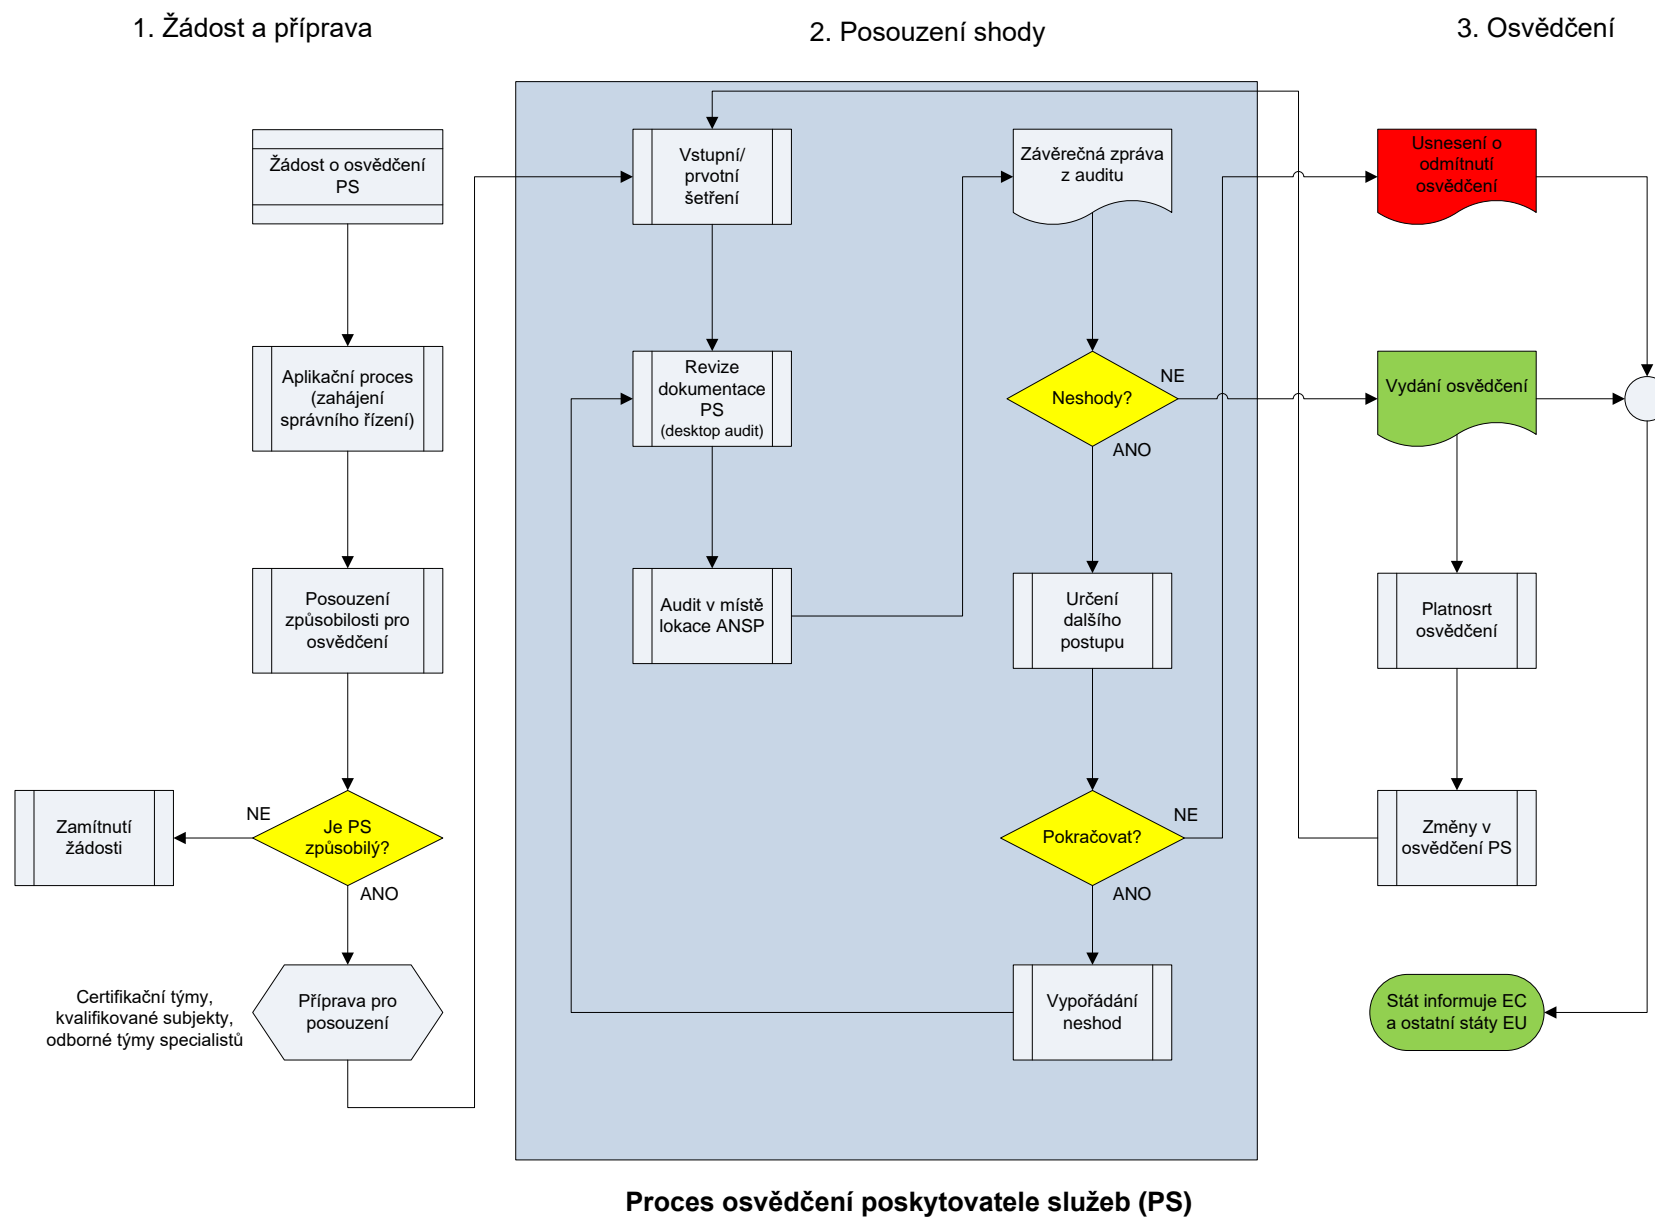 1. Žádost a příprava
2. Posouzení shody
3. Osvědčení
Žádost o osvědčení
PS
Aplikační proces
(zahájení
správního řízení)
Posouzení
způsobilosti pro
osvědčení
NE
Je PS
způsobilý?
ANO
Zamítnutí
žádosti
Certifikační týmy,
kvalifikované subjekty,
odborné týmy specialistů
Příprava pro
posouzení
Vstupní/
prvotní
šetření
Revize
dokumentace
PS
(desktop audit)
Audit v místě
lokace ANSP
Závěrečná zpráva
z auditu
NE
Neshody?
ANO
Určení
dalšího
postupu
NE
Pokračovat?
ANO
Vypořádání
neshod
Usnesení o
odmítnutí
osvědčení
Vydání osvědčení
Platnosrt
osvědčení
Změny v
osvědčení PS
Stát informuje EC
a ostatní státy EU
Proces osvědčení poskytovatele služeb (PS)